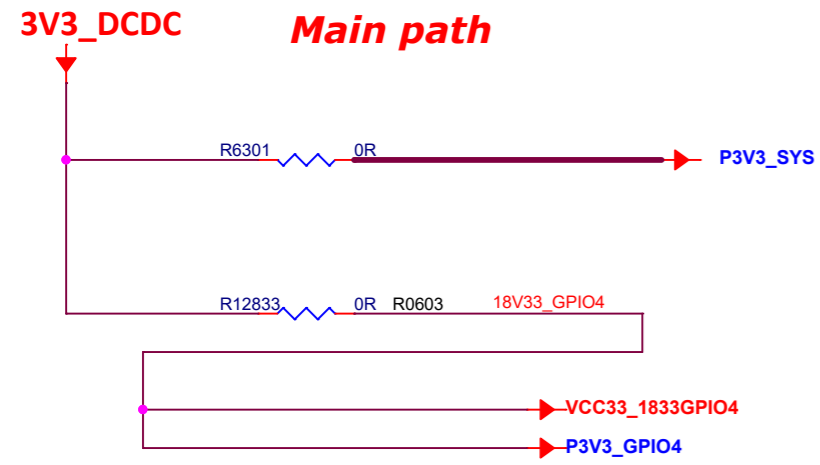 3V3_DCDC
Main path
R6301 0R
P3V3_SYS
R12833 0R R0603 18V33_GPIO4
VCC33_1833GPIO4
P3V3_GPIO4